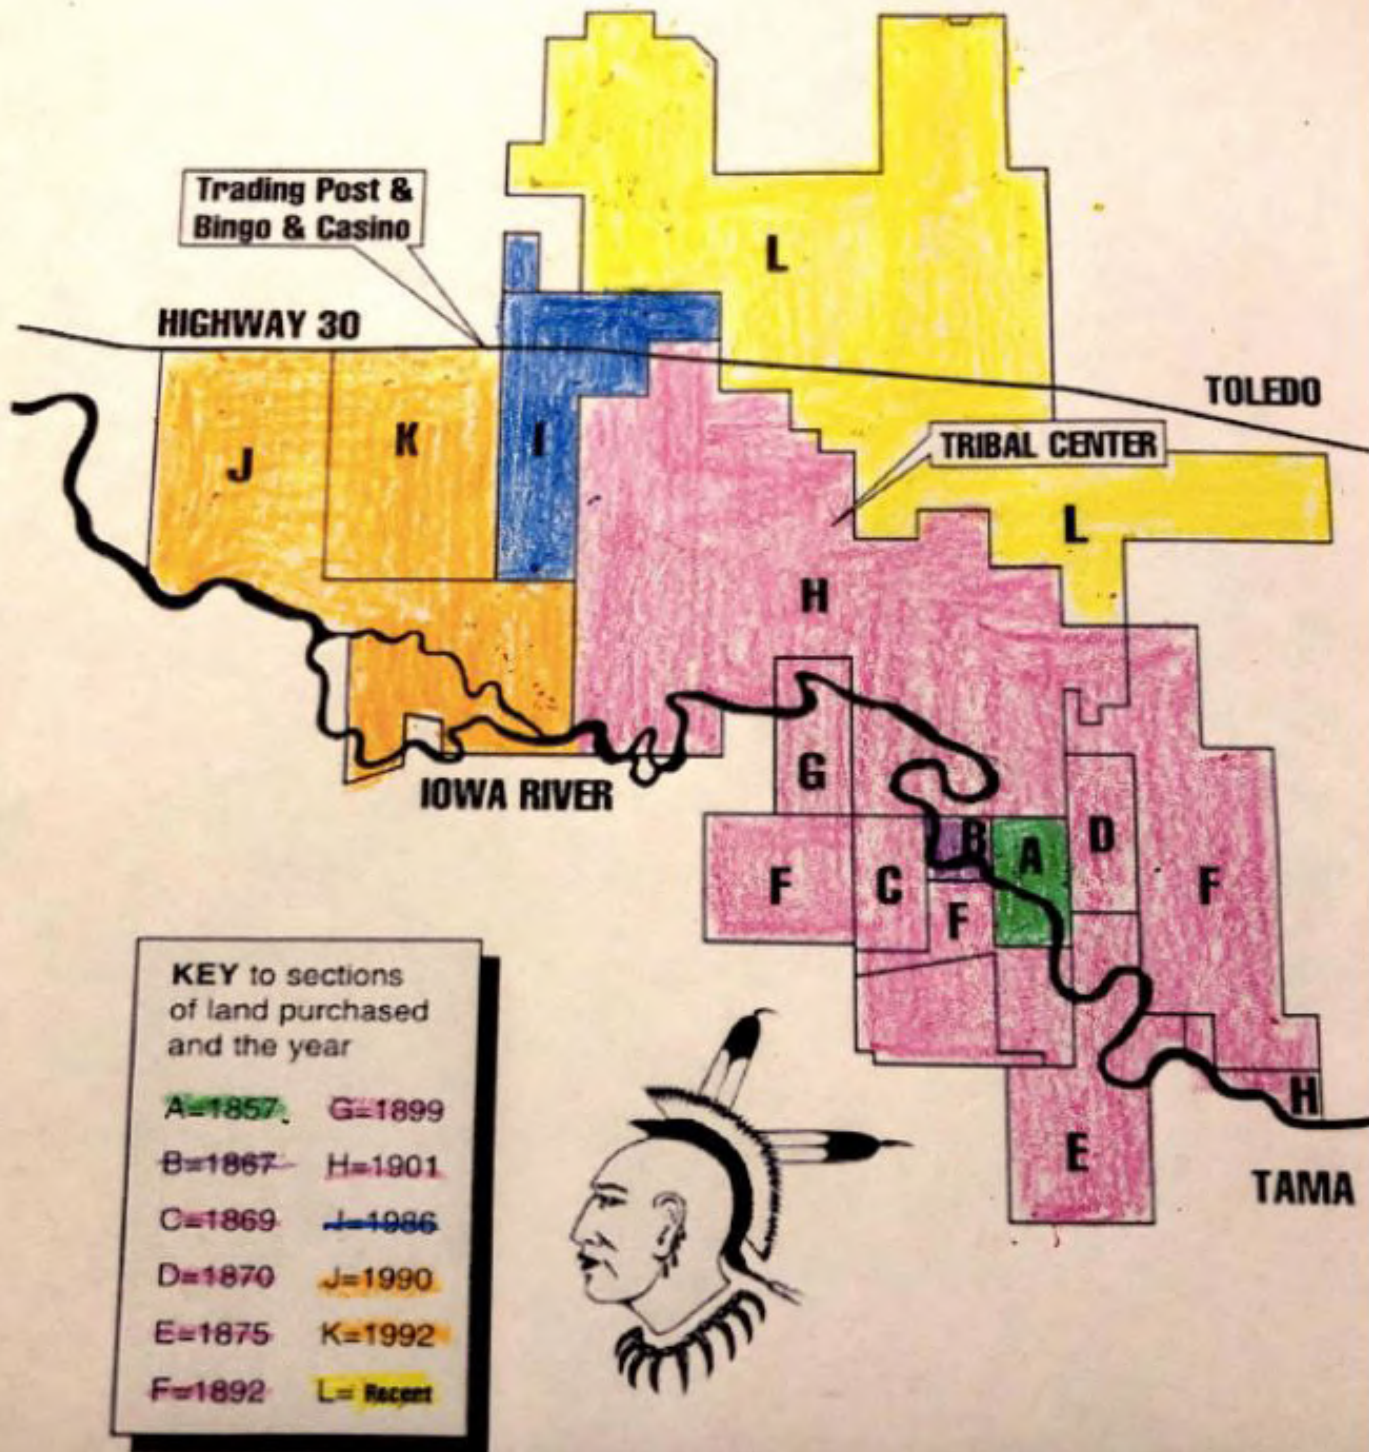 Trading Post &
Bingo & Casino
HIGHWAY 30
TOLEDO
TRIBAL CENTER
L
J
K
I
L
H
G
IOWA RIVER
B
A
D
F
C
F
F
H
E
TAMA
KEY to sections
of land purchased
and the year
A=1857
B=1867
C=1869
D=1870
E=1875
F=1892
G=1899
H=1901
I=1986
J=1990
K=1992
L= Recent